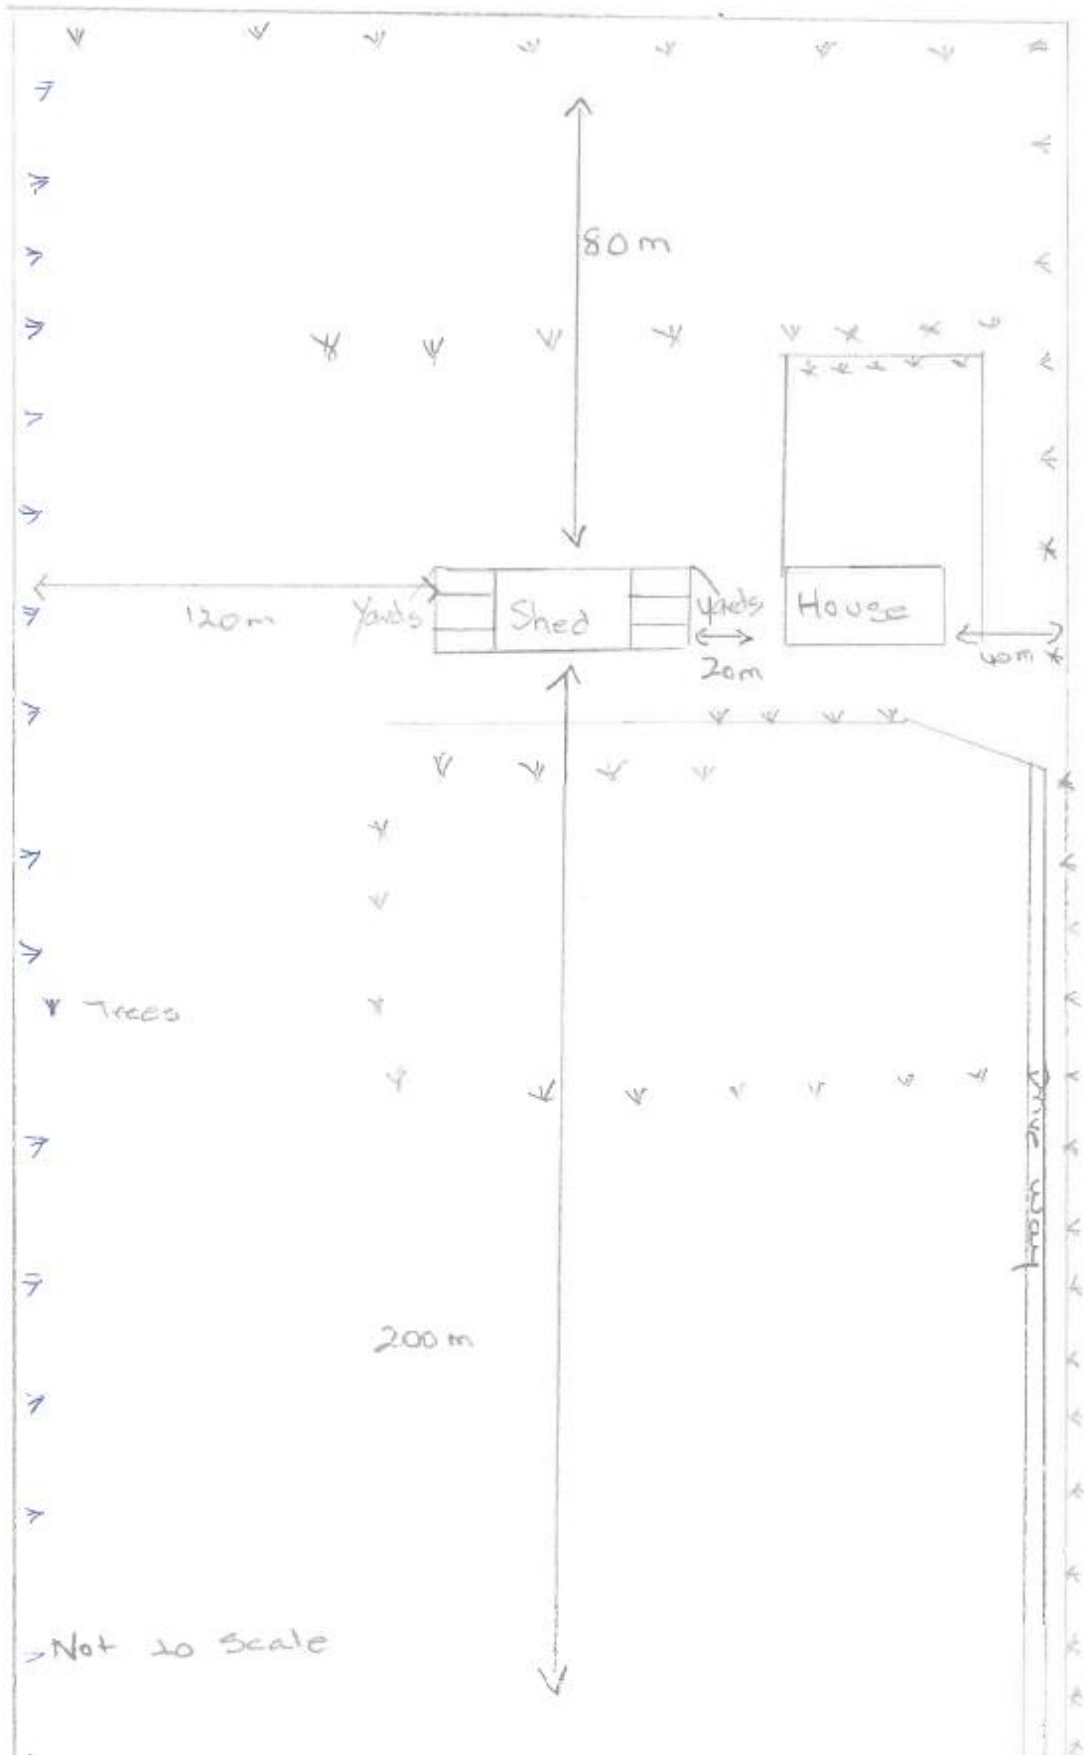 80m
120m
Yards
Shed
Yards
House
20m
40m
Trees
Drive way
200m
Not to Scale